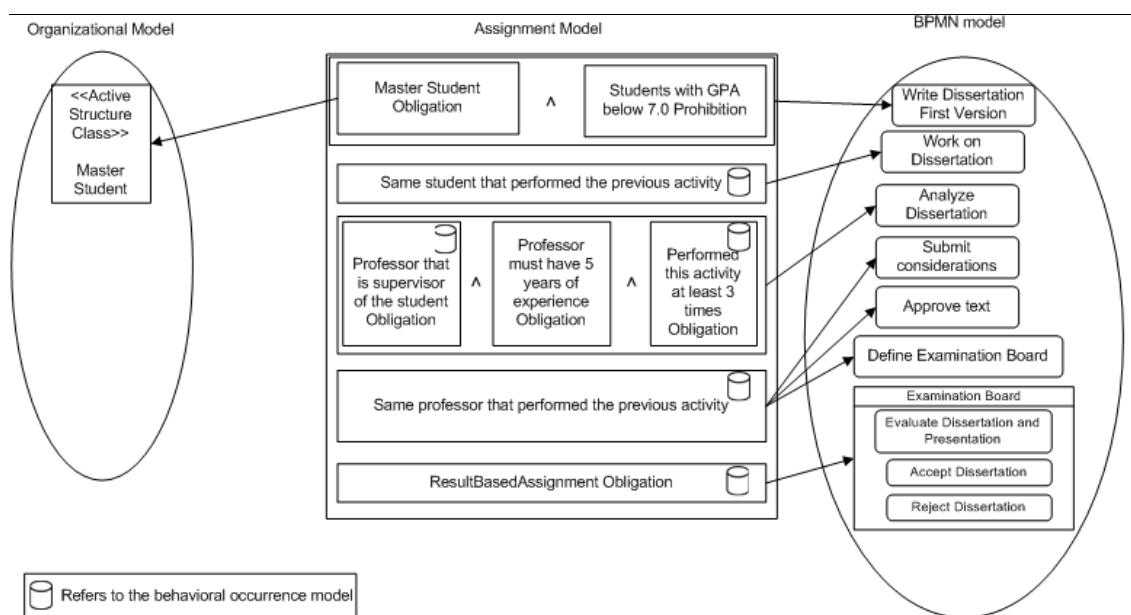 Organizational Model
Assignment Model
BPMN model
<<Active
Structure
Class>>
Master
Student
Master Student
Obligation
^
Students with GPA
below 7.0 Prohibition
Same student that performed the previous activity
Professor that
is supervisor
of the student
Obligation
^
Professor
must have 5
years of
experience
Obligation
^
Performed
this activity
at least 3
times
Obligation
Same professor that performed the previous activity
ResultBasedAssignment Obligation
Write Dissertation
First Version
Work on
Dissertation
Analyze
Dissertation
Submit
considerations
Approve text
Define Examination Board
Examination Board
Evaluate Dissertation and
Presentation
Accept Dissertation
Reject Dissertation
Refers to the behavioral occurrence model